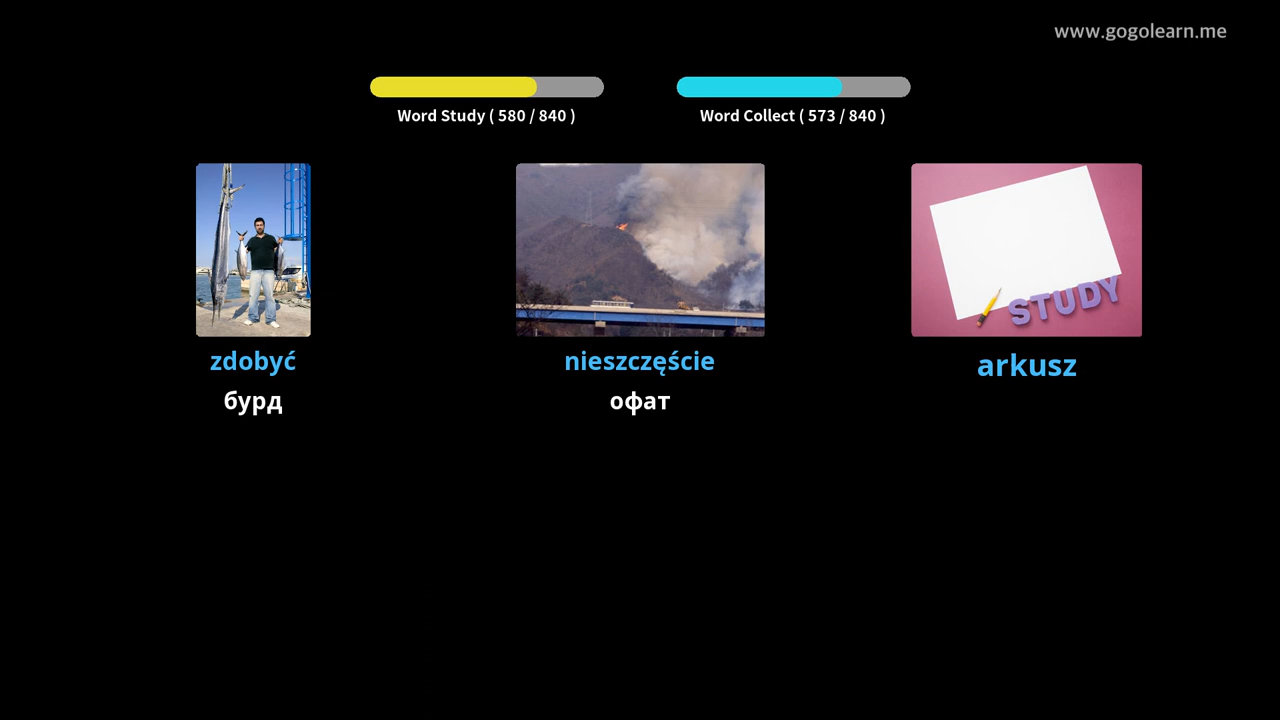 www.gogolearn.me
Word Study ( 580 / 840 )
Word Collect ( 573 / 840 )
STUDY
zdobyć
nieszczęście
arkusz
бурд
офат